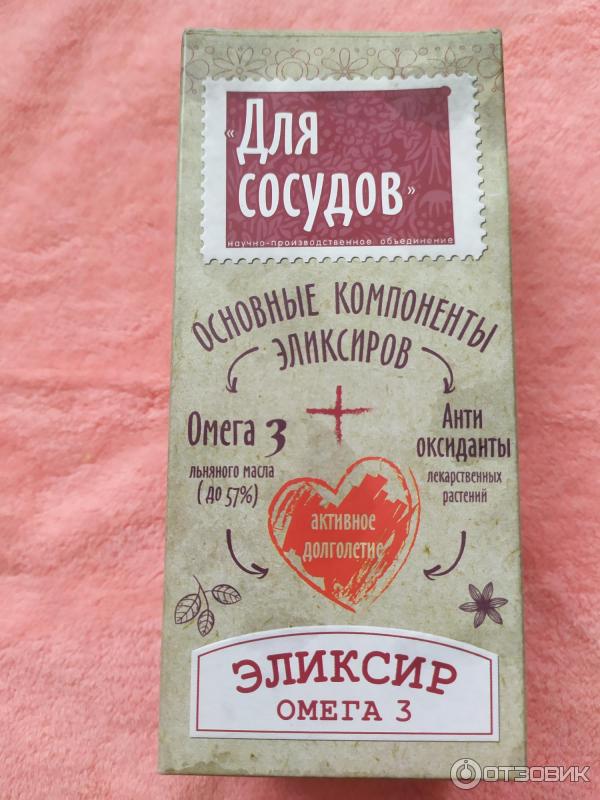 «Для
сосудов»
научно-производственное объединение
ОСНОВНЫЕ КОМПОНЕНТЫ
ЭЛИКСИРОВ
+
Омега 3
льняного масла
(до 57%)
Анти
оксиданты
лекарственных
растений
активное
долголетие
ЭЛИКСИР
ОМЕГА 3
ОТЗОВИК